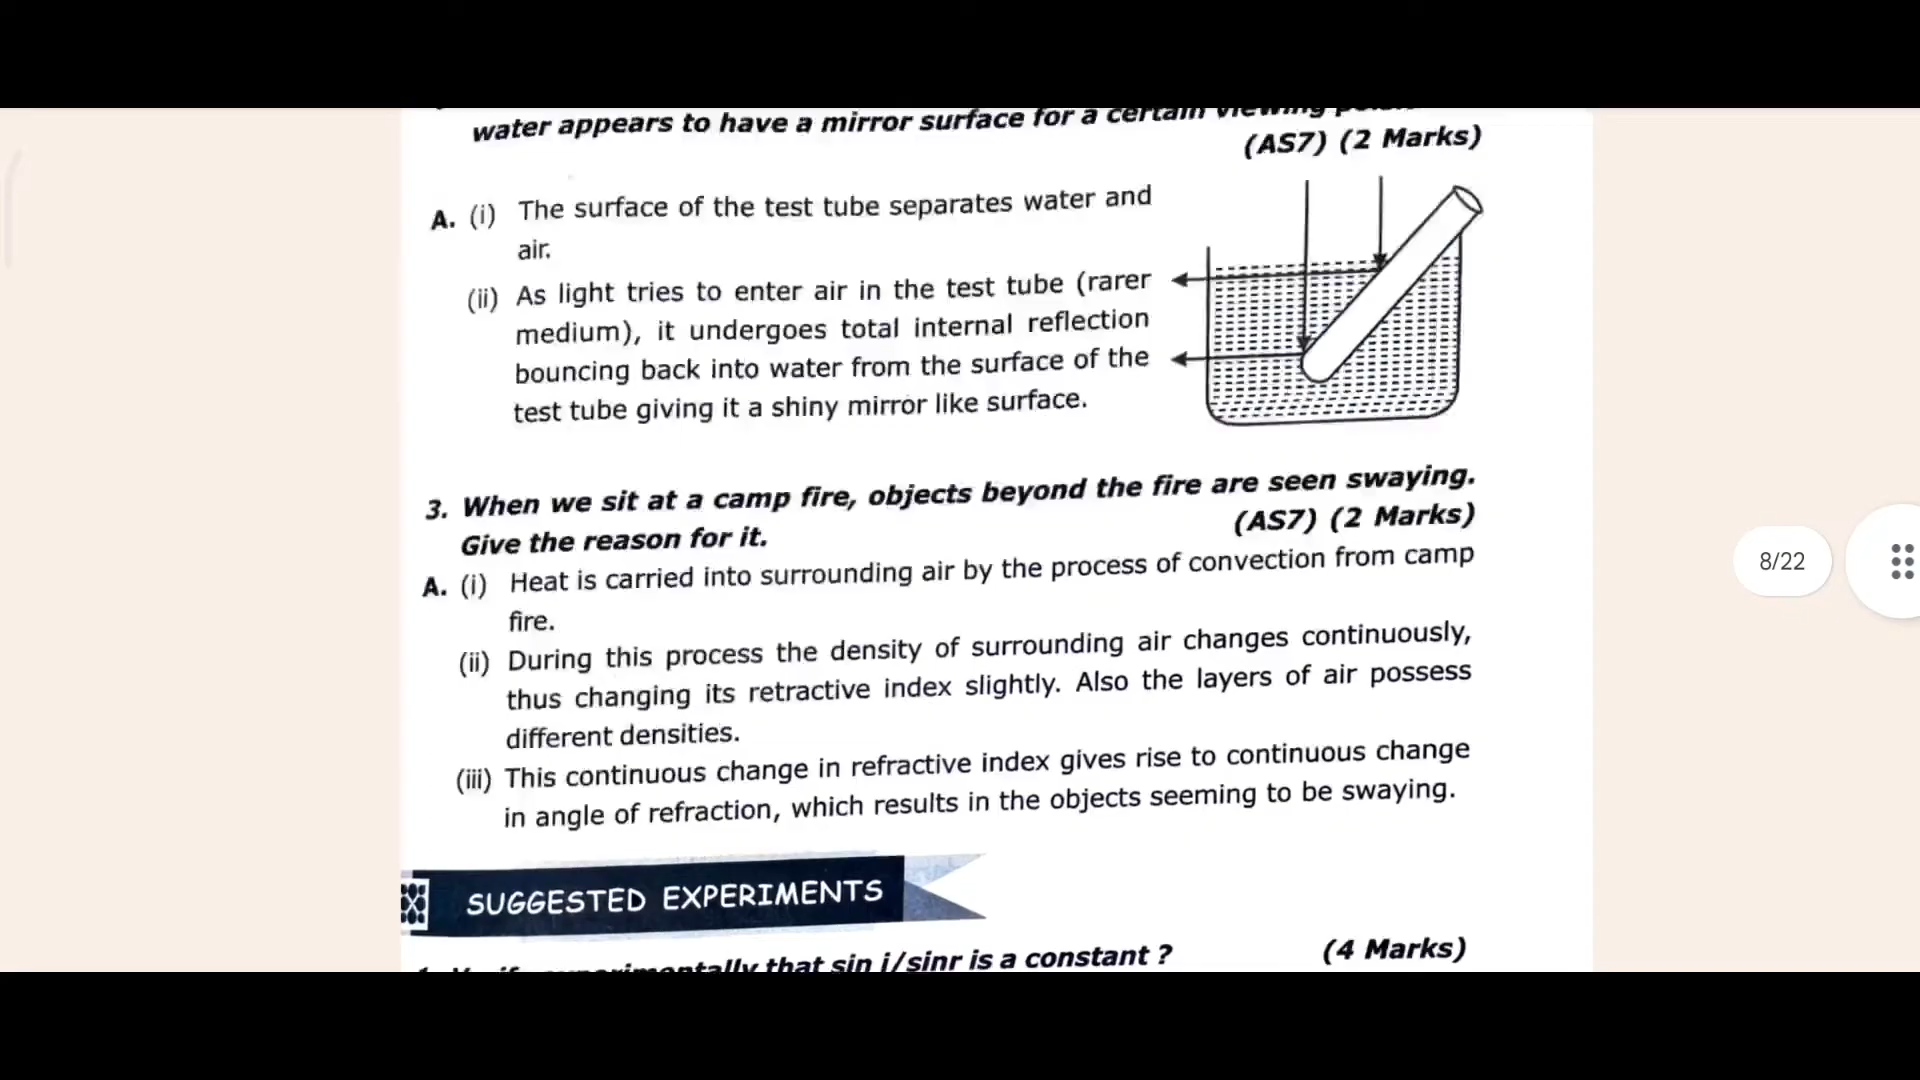 water appears to have a mirror surface for a certain viewing
(AS7) (2 Marks)
A. (i) The surface of the test tube separates water and
air.
(ii) As light tries to enter air in the test tube (rarer
medium), it undergoes total internal reflection
bouncing back into water from the surface of the
test tube giving it a shiny mirror like surface.
3. When we sit at a camp fire, objects beyond the fire are seen swaying.
Give the reason for it. (AS7) (2 Marks)
A. (i) Heat is carried into surrounding air by the process of convection from camp
fire.
(ii) During this process the density of surrounding air changes continuously,
thus changing its retractive index slightly. Also the layers of air possess
different densities.
(iii) This continuous change in refractive index gives rise to continuous change
in angle of refraction, which results in the objects seeming to be swaying.
SUGGESTED EXPERIMENTS
experimentally that sin i/sinr is a constant ? (4 Marks)
8/22